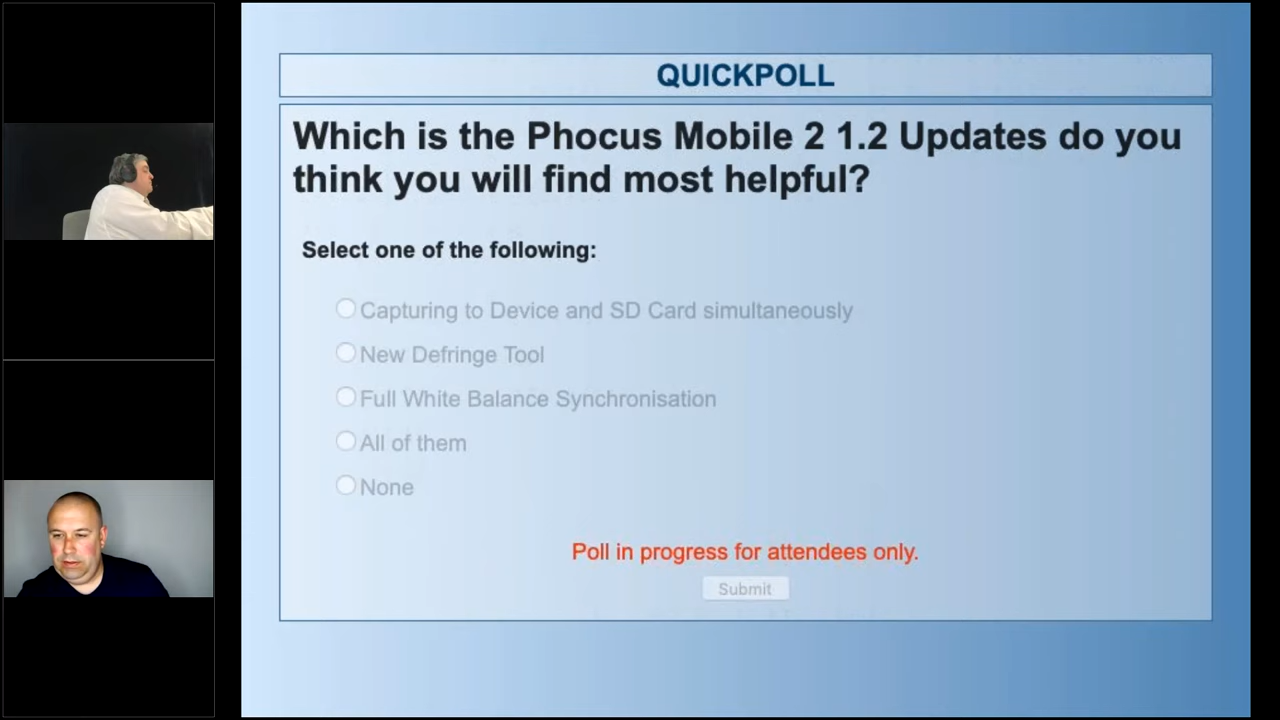 QUICKPOLL
Which is the Phocus Mobile 2 1.2 Updates do you
think you will find most helpful?
Select one of the following:
Capturing to Device and SD Card simultaneously
New Defringe Tool
Full White Balance Synchronisation
All of them
None
Poll in progress for attendees only.
Submit